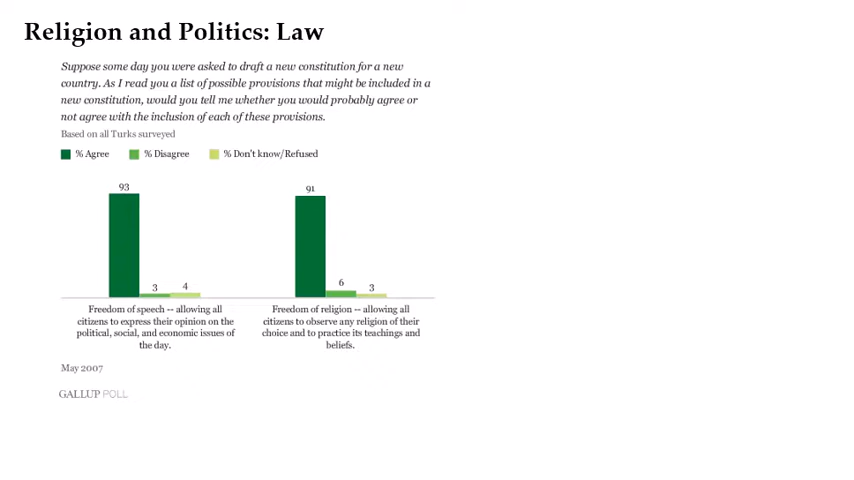 Religion and Politics: Law
Suppose some day you were asked to draft a new constitution for a new
country. As I read you a list of possible provisions that might be included in a
new constitution, would you tell me whether you would probably agree or
not agree with the inclusion of each of these provisions.
Based on all Turks surveyed
% Agree % Disagree % Don't know/Refused
93
3
4
91
6
3
Freedom of speech -- allowing all
citizens to express their opinion on the
political, social, and economic issues of
the day.
Freedom of religion -- allowing all
citizens to observe any religion of their
choice and to practice its teachings and
beliefs.
May 2007
GALLUP POLL